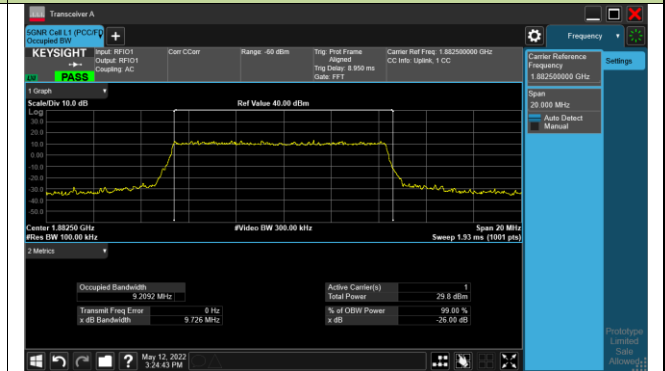 Transceiver A
5GNR Cell L1 (PCC/FD
Occupied BW
+
Frequency
KEYSIGHT
LW
PASS
Input: RFIO1
Output: RFIO1
Coupling: AC
Corr CCorr
Range: -60 dBm
Trig: Prot Frame
Aligned
Trig Delay: 8.950 ms
Gate: FFT
Carrier Ref Freq: 1.882500000 GHz
CC Info: Uplink, 1 CC
Carrier Reference
Frequency
1.882500000 GHz
Settings
Span
20.000 MHz
Auto Detect
Manual
1 Graph
Scale/Div 10.0 dB
Ref Value 40.00 dBm
Log
30.0
20.0
10.0
0.00
-10.0
-20.0
-30.0
-40.0
-50.0
Center 1.88250 GHz
#Video BW 300.00 kHz
Span 20 MHz
#Res BW 100.00 kHz
Sweep 1.93 ms (1001 pts)
2 Metrics
Occupied Bandwidth
9.2092 MHz
Transmit Freq Error 0 Hz
x dB Bandwidth 9.726 MHz
Active Carrier(s) 1
Total Power 29.8 dBm
% of OBW Power 99.00 %
x dB -26.00 dB
?
May 12, 2022
3:24:43 PM
Prototype
Limited
Sale
Allowed